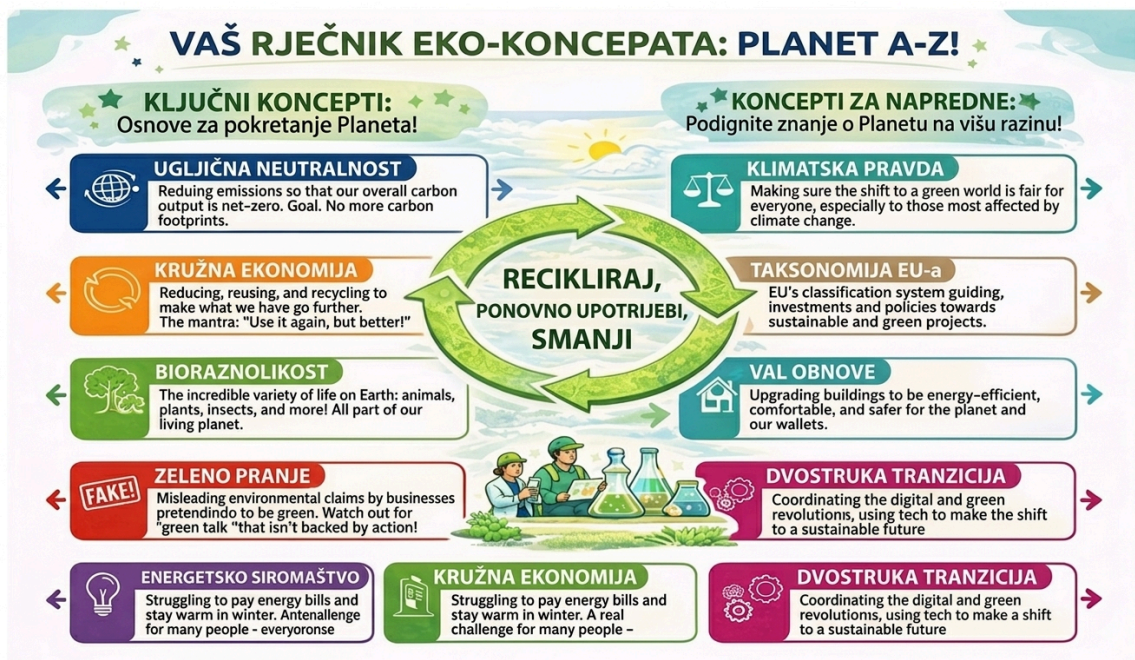 VAŠ RJEČNIK EKO-KONCEPATA: PLANET A-Z!
KLJUČNI KONCEPTI:
Osnove za pokretanje Planeta!
UGLJIČNA NEUTRALNOST
Reduing emissions so that our overall carbon
output is net-zero. Goal. No more carbon
footprints.
KRUŽNA EKONOMIJA
Reducing, reusing, and recycling to
make what we have go further.
The mantra: "Use it again, but better!"
BIORAZNOLIKOST
The incredible variety of life on Earth: animals,
plants, insects, and more! All part of our
living planet.
FAKE!
ZELENO PRANJE
Misleading environmental claims by businesses
pretendindo to be green. Watch out for
"green talk "that isn't backed by action!
ENERGETSKO SIROMAŠTVO
Struggling to pay energy bills and
stay warm in winter. Antenallenge
for many people - everyoronse
RECIKLIRAJ,
PONOVNO UPOTRIJEBI,
SMANJI
KONCEPTI ZA NAPREDNE:
Podignite znanje o Planetu na višu razinu!
KLIMATSKA PRAVDA
Making sure the shift to a green world is fair for
everyone, especially to those most affected by
climate change.
TAKSONOMIJA EU-a
EU's classification system guiding,
investments and policies towards
sustainable and green projects.
VAL OBNOVE
Upgrading buildings to be energy-efficient,
comfortable, and safer for the planet and
our wallets.
DVOSTRUKA TRANZICIJA
Coordinating the digital and green
revolutions, using tech to make the shift
to a sustainable future
KRUŽNA EKONOMIJA
Struggling to pay energy bills and
stay warm in winter. A real
challenge for many people –
DVOSTRUKA TRANZICIJA
Coordinating the digital and green
revolutions, using tech to make a shift
to a sustainable future